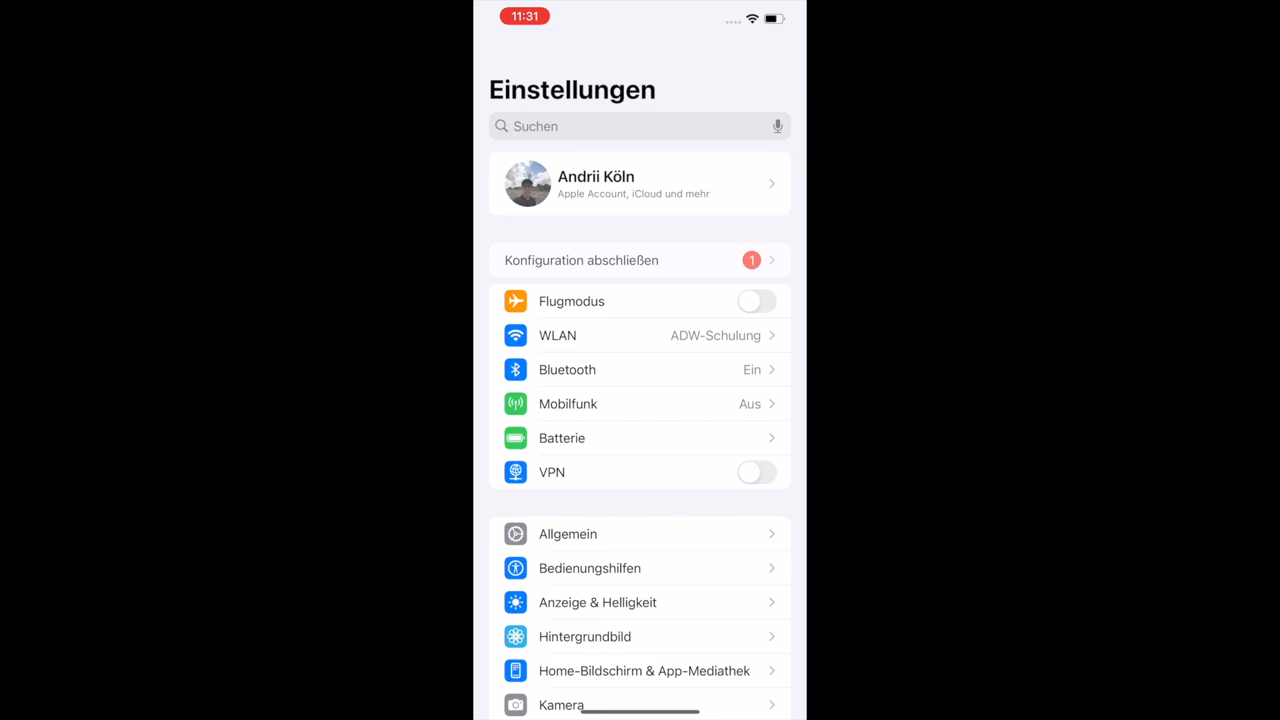 11:31
Einstellungen
Suchen
Andrii Köln
Apple Account, iCloud und mehr
Konfiguration abschließen 1
Flugmodus
WLAN ADW-Schulung
Bluetooth Ein
Mobilfunk Aus
Batterie
VPN
Allgemein
Bedienungshilfen
Anzeige & Helligkeit
Hintergrundbild
Home-Bildschirm & App-Mediathek
Kamera